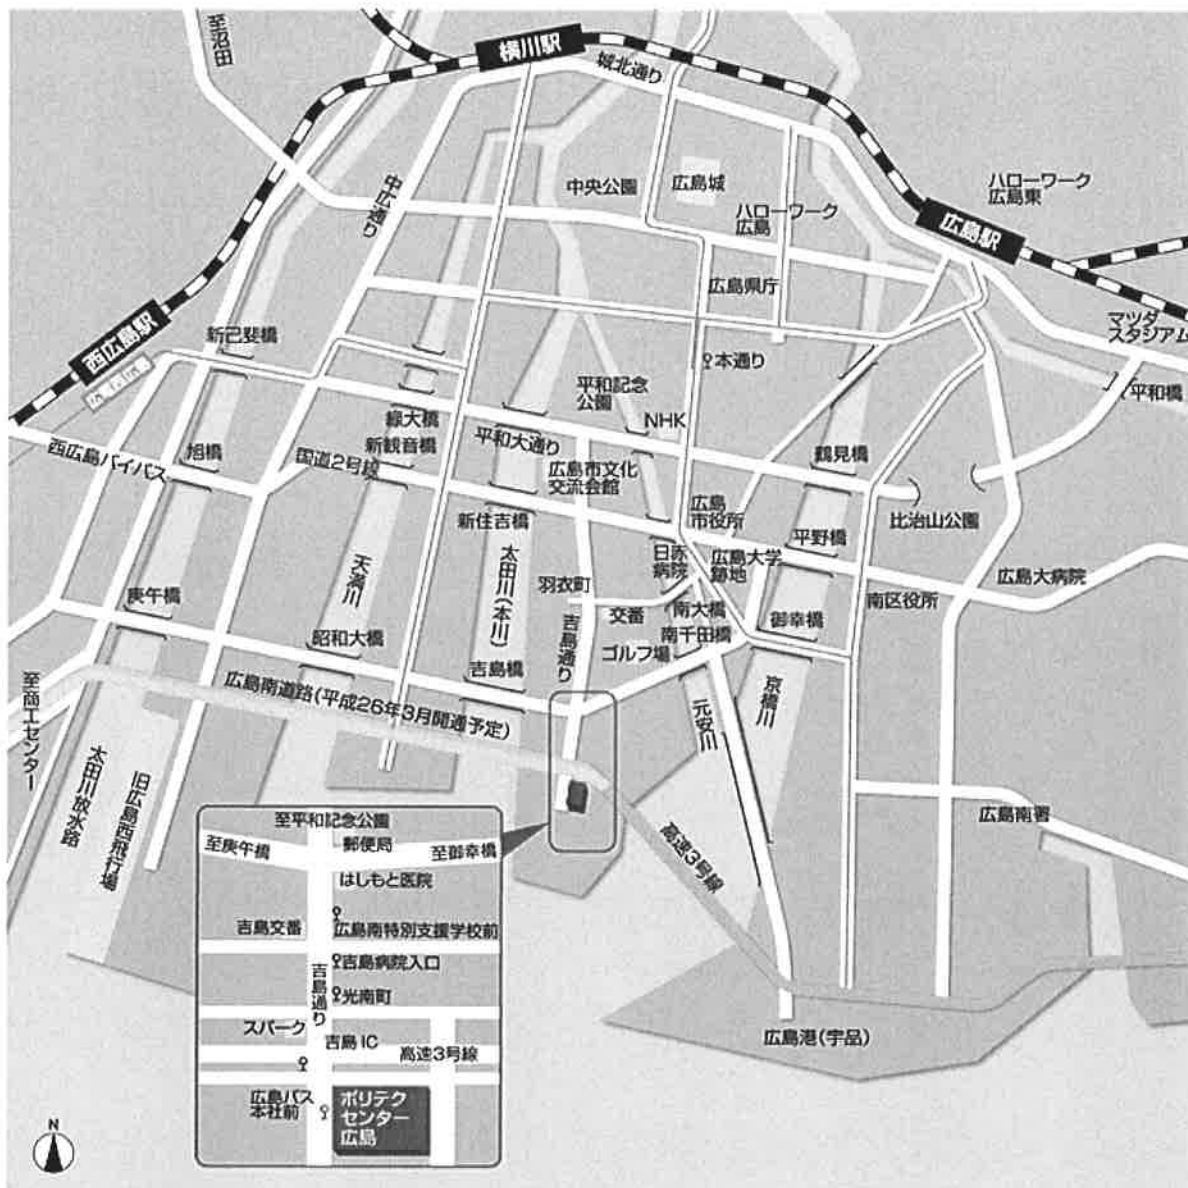 至沼田
横川駅
城北通り
中広通り
中央公園
広島城
ハローワーク
広島
ハローワーク
広島東
広島駅
広島県庁
マツダ
スタジアム
西広島駅
新己斐橋
本通り
平和記念
公園
平和橋
緑大橋
NHK
平和大通り
西広島バイパス
旭橋
国道2号線
新観音橋
広島市文化
交流会館
鶴見橋
新住吉橋
広島
市役所
比治山公園
平野橋
天満川
太田川(本川)
日赤
病院
広島大学
跡地
広島大病院
羽衣町
庚午橋
交番
南大橋
御幸橋
南区役所
昭和大橋
吉島通り
南千田橋
ゴルフ場
吉島橋
至商工センター
広島南道路(平成26年3月開通予定)
元安川
京橋川
太田川放水路
旧広島西飛行場
広島南署
高速3号線
広島港(宇品)
至平和記念公園
至庚午橋
郵便局
至御幸橋
はしもと医院
吉島交番
広島南特別支援学校前
吉島病院入口
吉島通り
光南町
スパーク
吉島IC
高速3号線
広島バス
本社前
ポリテク
センター
広島
N